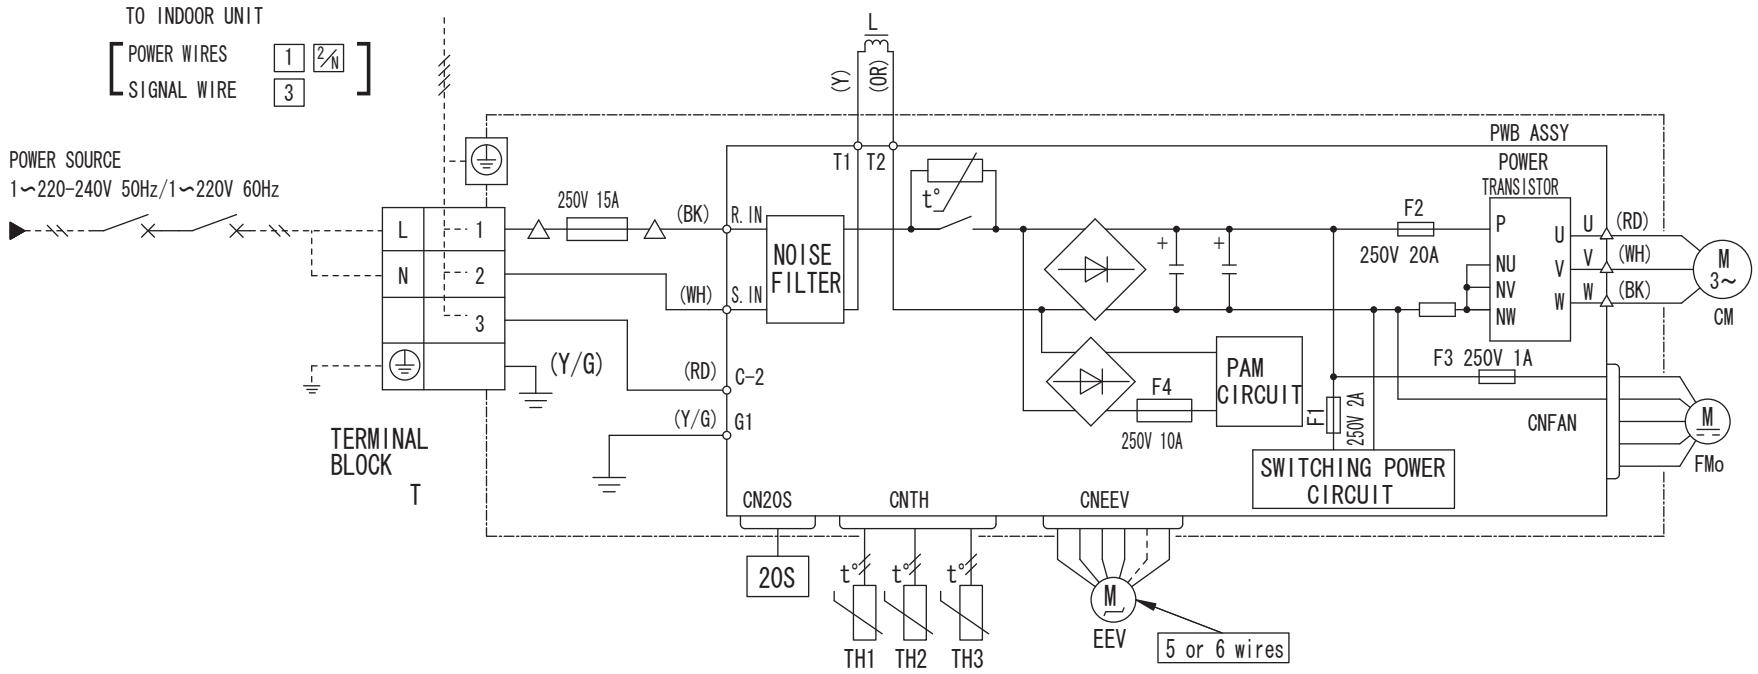 TO INDOOR UNIT
POWER WIRES 1 2/N
SIGNAL WIRE 3
POWER SOURCE
1~220-240V 50Hz/1~220V 60Hz
L
N
1
2
3
(Y/G)
TERMINAL
BLOCK
T
250V 15A
(BK)
(WH)
(RD)
(Y/G)
R.IN
S.IN
C-2
G1
NOISE
FILTER
L
(Y)
(OR)
T1
T2
t°
+
+
PWB ASSY
POWER
TRANSISTOR
F2
250V 20A
P
NU
NV
NW
U
V
W
U
V
W
(RD)
(WH)
(BK)
M
3~
CM
PAM
CIRCUIT
F4
250V 10A
F3 250V 1A
F1
250V 2A
SWITCHING POWER
CIRCUIT
CNFAN
M
FMo
CN20S
CNTH
CNEEV
20S
t°
t°
t°
TH1
TH2
TH3
M
EEV
5 or 6 wires